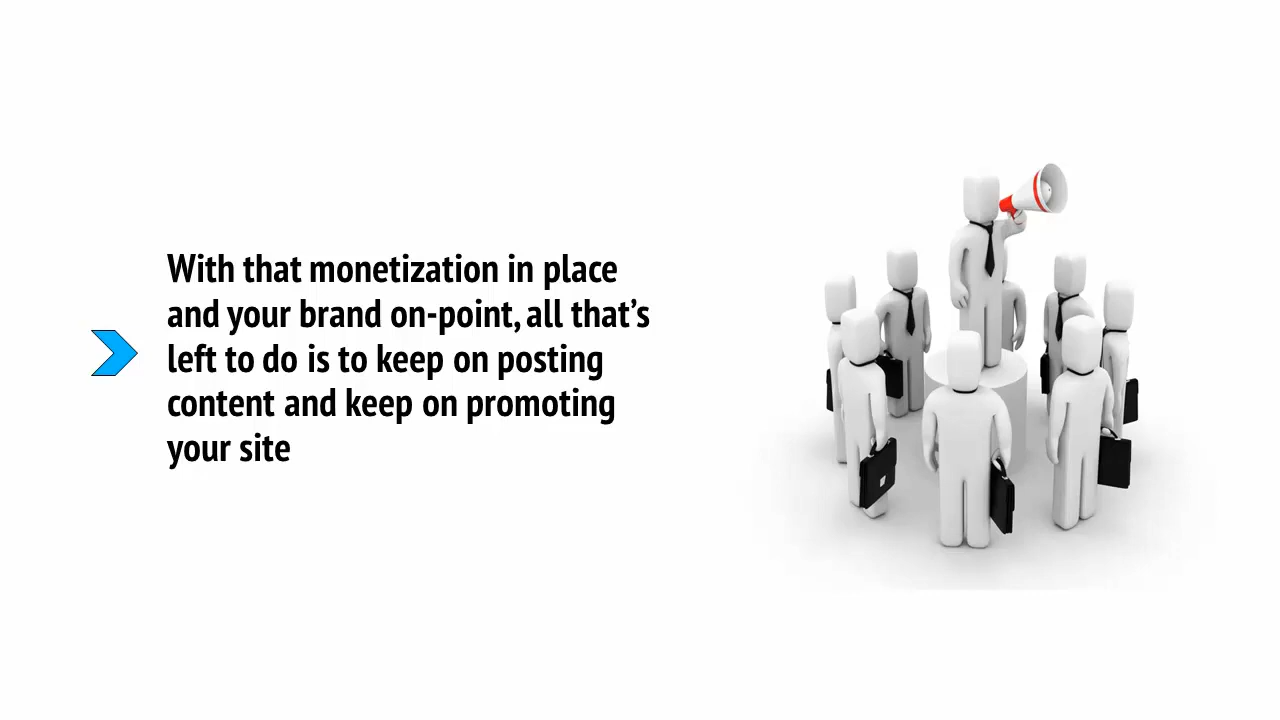 With that monetization in place
and your brand on-point, all that’s
left to do is to keep on posting
content and keep on promoting
your site